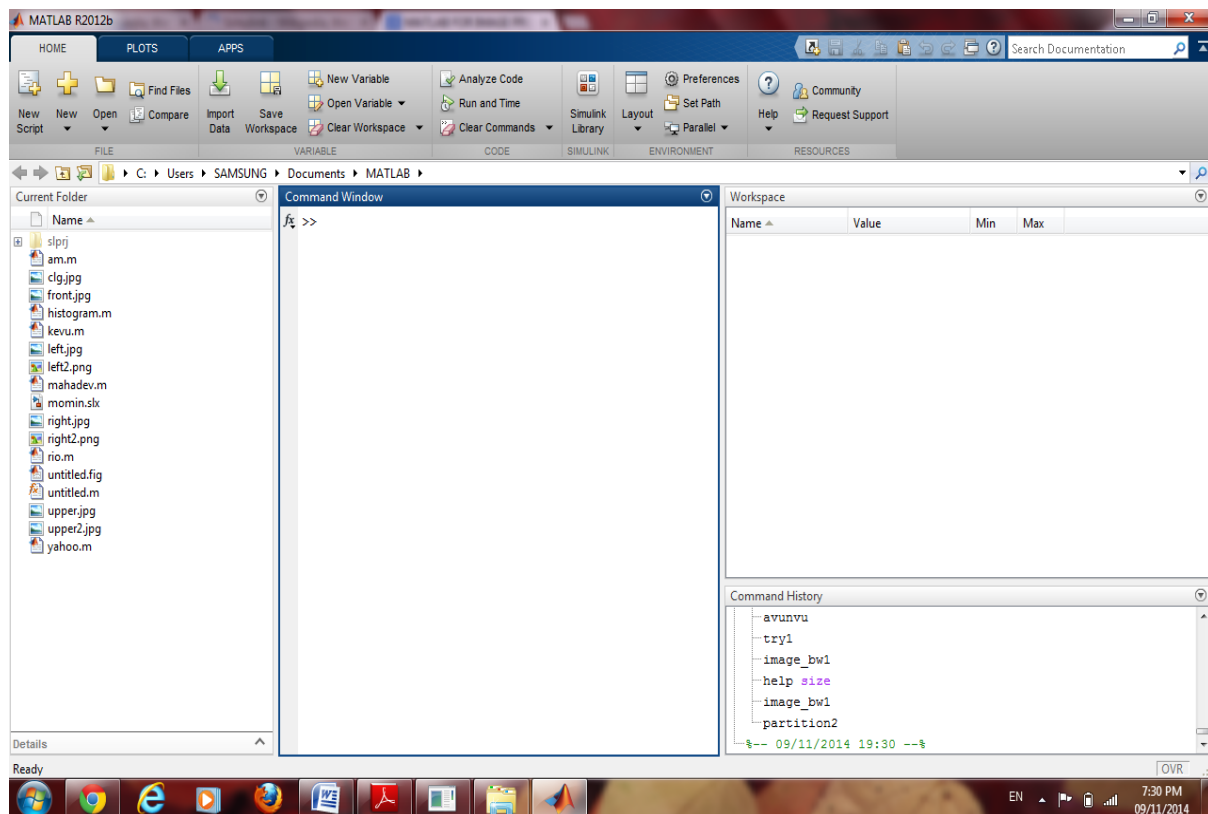 MATLAB R2012b
HOME PLOTS APPS
Search Documentation
New Script
New
Open
Find Files
Compare
Import Data
Save Workspace
New Variable
Open Variable
Clear Workspace
Analyze Code
Run and Time
Clear Commands
Simulink Library
Layout
Preferences
Set Path
Parallel
Help
Community
Request Support
FILE VARIABLE CODE SIMULINK ENVIRONMENT RESOURCES
C: Users SAMSUNG Documents MATLAB
Current Folder
Name
slprj
am.m
clg.jpg
front.jpg
histogram.m
kevu.m
left.jpg
left2.png
mahadev.m
momin.slx
right.jpg
right2.png
rio.m
untitled.fig
untitled.m
upper.jpg
upper2.jpg
yahoo.m
Details
Command Window
fx >>
Workspace
Name Value Min Max
Command History
avunvu
try1
image_bw1
help size
image_bw1
partition2
%-- 09/11/2014 19:30 --%
Ready
OVR
EN
7:30 PM
09/11/2014